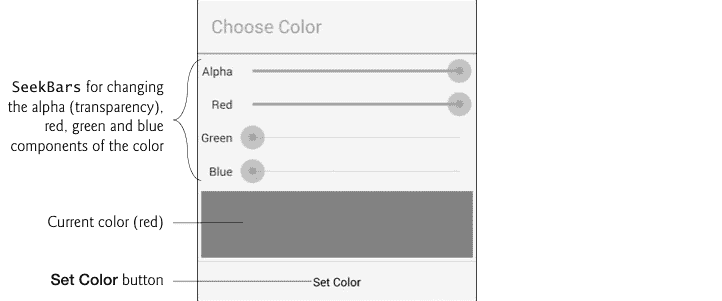 Choose Color
SeekBars for changing
the alpha (transparency),
red, green and blue
components of the color
Alpha
Red
Green
Blue
Current color (red)
Set Color button
Set Color